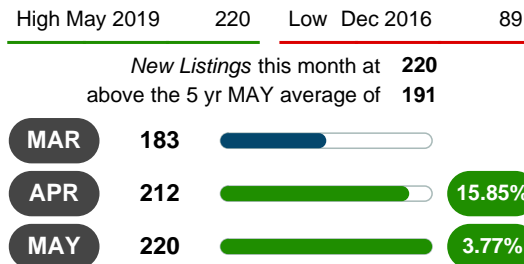 High May 2019 220 Low Dec 2016 89
New Listings this month at 220
above the 5 yr MAY average of 191
MAR 183
APR 212 15.85%
MAY 220 3.77%